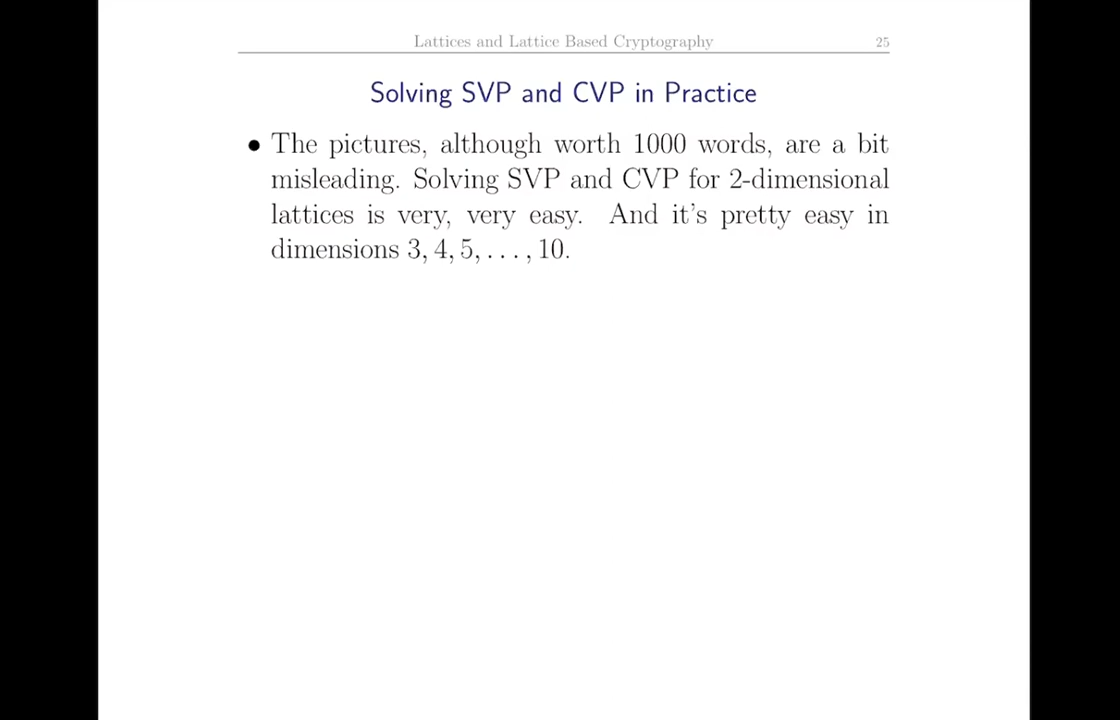 Lattices and Lattice Based Cryptography 25
Solving SVP and CVP in Practice
• The pictures, although worth 1000 words, are a bit
misleading. Solving SVP and CVP for 2-dimensional
lattices is very, very easy. And it's pretty easy in
dimensions 3, 4, 5, . . . , 10.